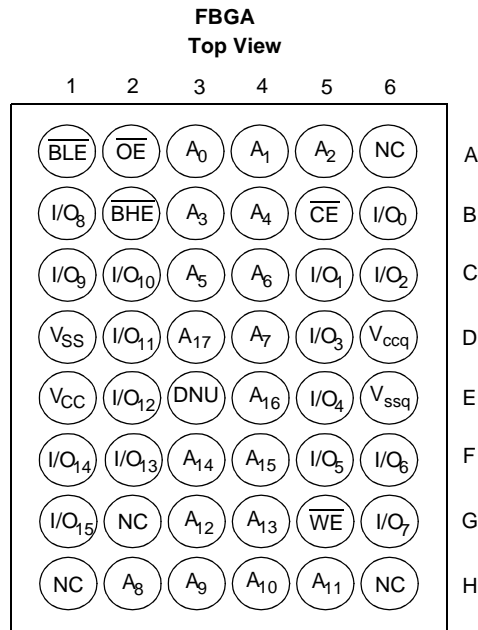 FBGA
Top View
1 2 3 4 5 6
BLE OE A0 A1 A2 NC A
I/O8 BHE A3 A4 CE I/O0 B
I/O9 I/O10 A5 A6 I/O1 I/O2 C
VSS I/O11 A17 A7 I/O3 Vccq D
VCC I/O12 DNU A16 I/O4 Vssq E
I/O14 I/O13 A14 A15 I/O5 I/O6 F
I/O15 NC A12 A13 WE I/O7 G
NC A8 A9 A10 A11 NC H